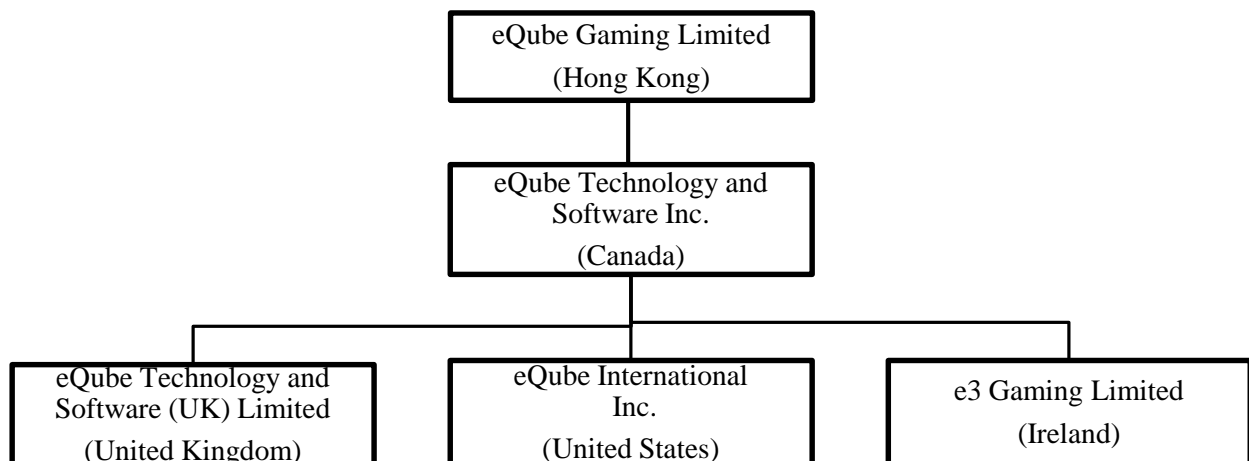 eQube Gaming Limited
(Hong Kong)
eQube Technology and
Software Inc.
(Canada)
eQube Technology and
Software (UK) Limited
(United Kingdom)
eQube International
Inc.
(United States)
e3 Gaming Limited
(Ireland)